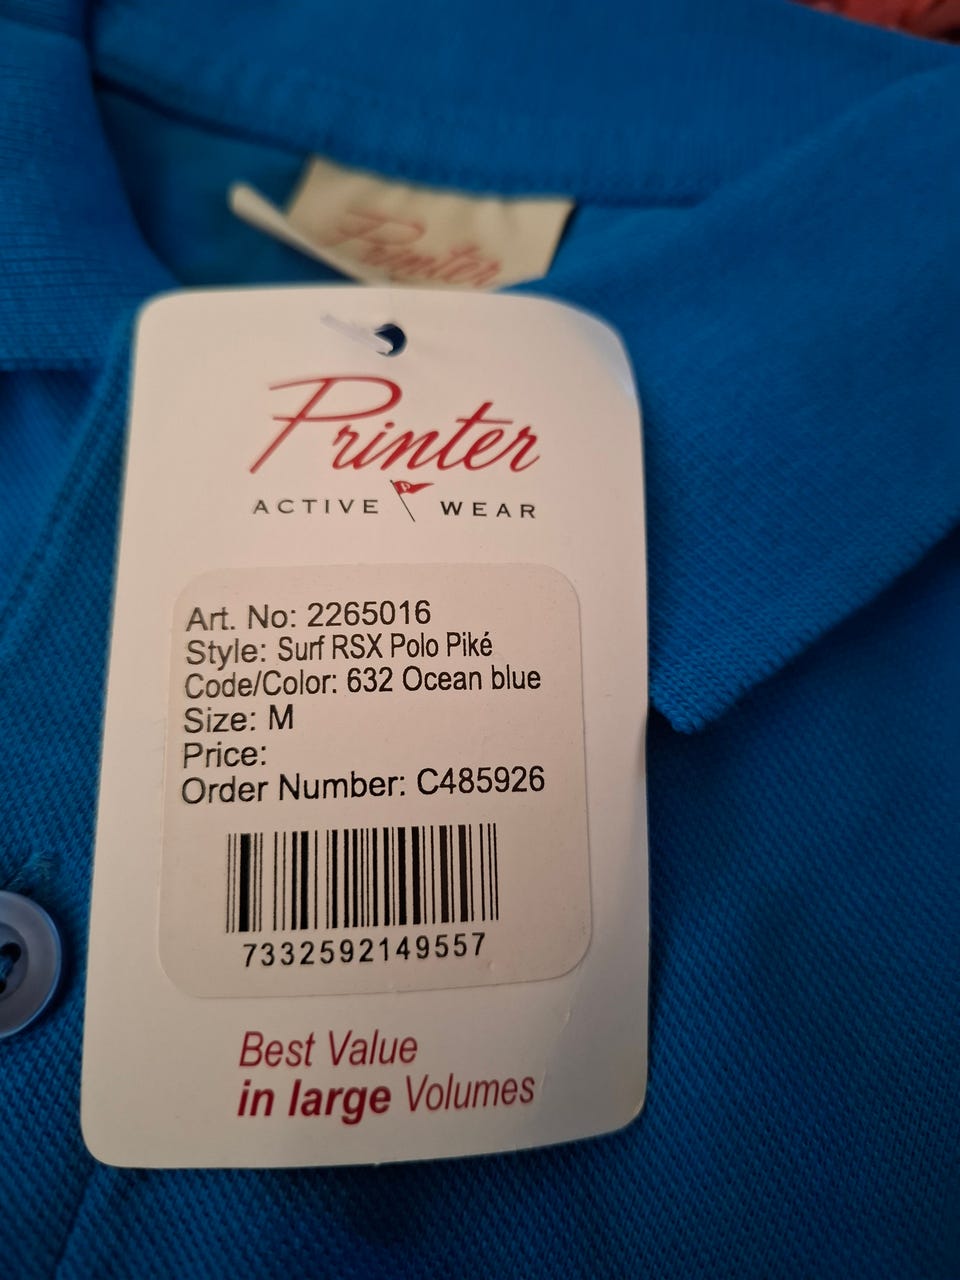 Printer
Printer
ACTIVE WEAR
Art. No: 2265016
Style: Surf RSX Polo Piké
Code/Color: 632 Ocean blue
Size: M
Price:
Order Number: C485926
7332592149557
Best Value
in large Volumes